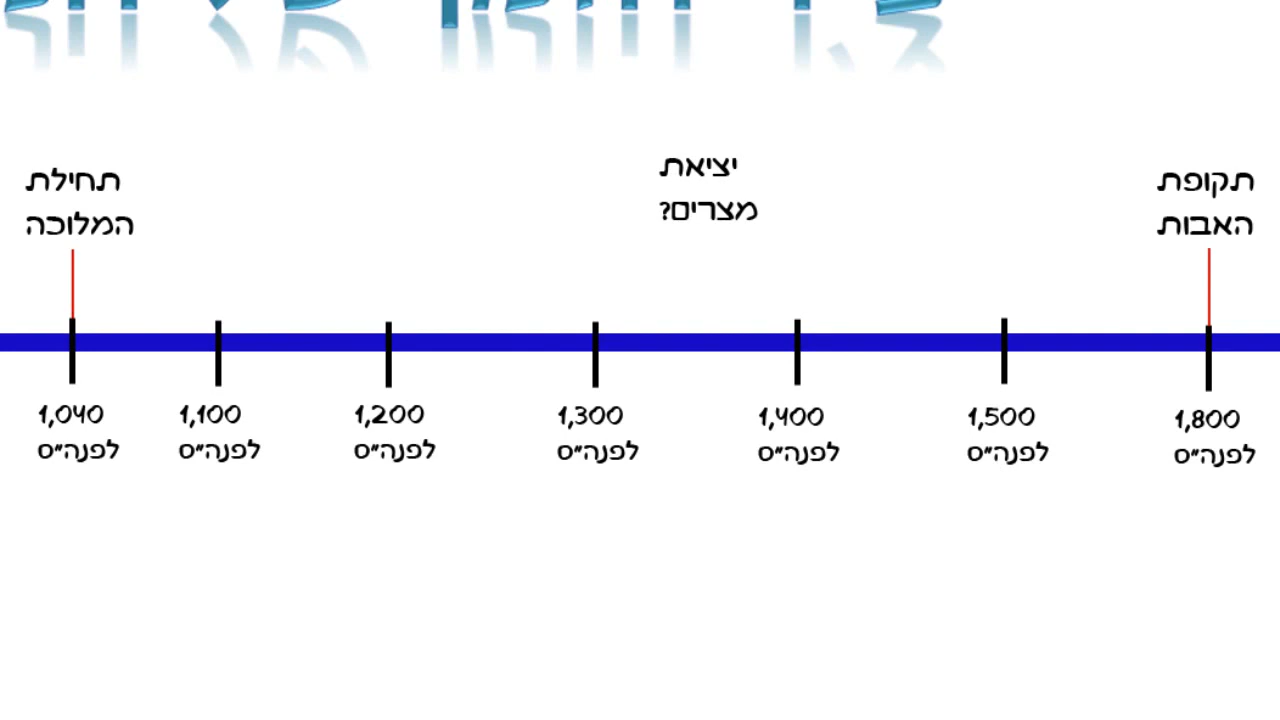 תקופת
האבות
יציאת
מצרים?
תחילת
המלוכה
1,800
לפנה״ס
1,500
לפנה״ס
1,400
לפנה״ס
1,300
לפנה״ס
1,200
לפנה״ס
1,100
לפנה״ס
1,040
לפנה״ס